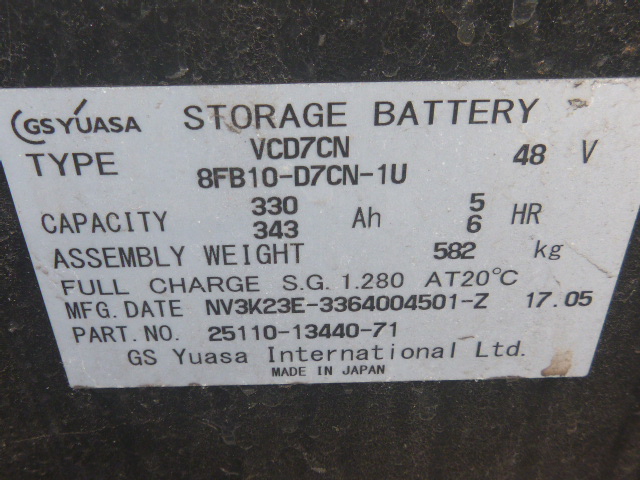 GS YUASA STORAGE BATTERY
TYPE VCD7CN 48 V
8FB10-D7CN-1U
CAPACITY 330 Ah 5 HR
343 6
ASSEMBLY WEIGHT 582 kg
FULL CHARGE S.G. 1.280 AT20℃
MFG. DATE NV3K23E-3364004501-Z 17.05
PART.NO. 25110-13440-71
GS Yuasa International Ltd.
MADE IN JAPAN